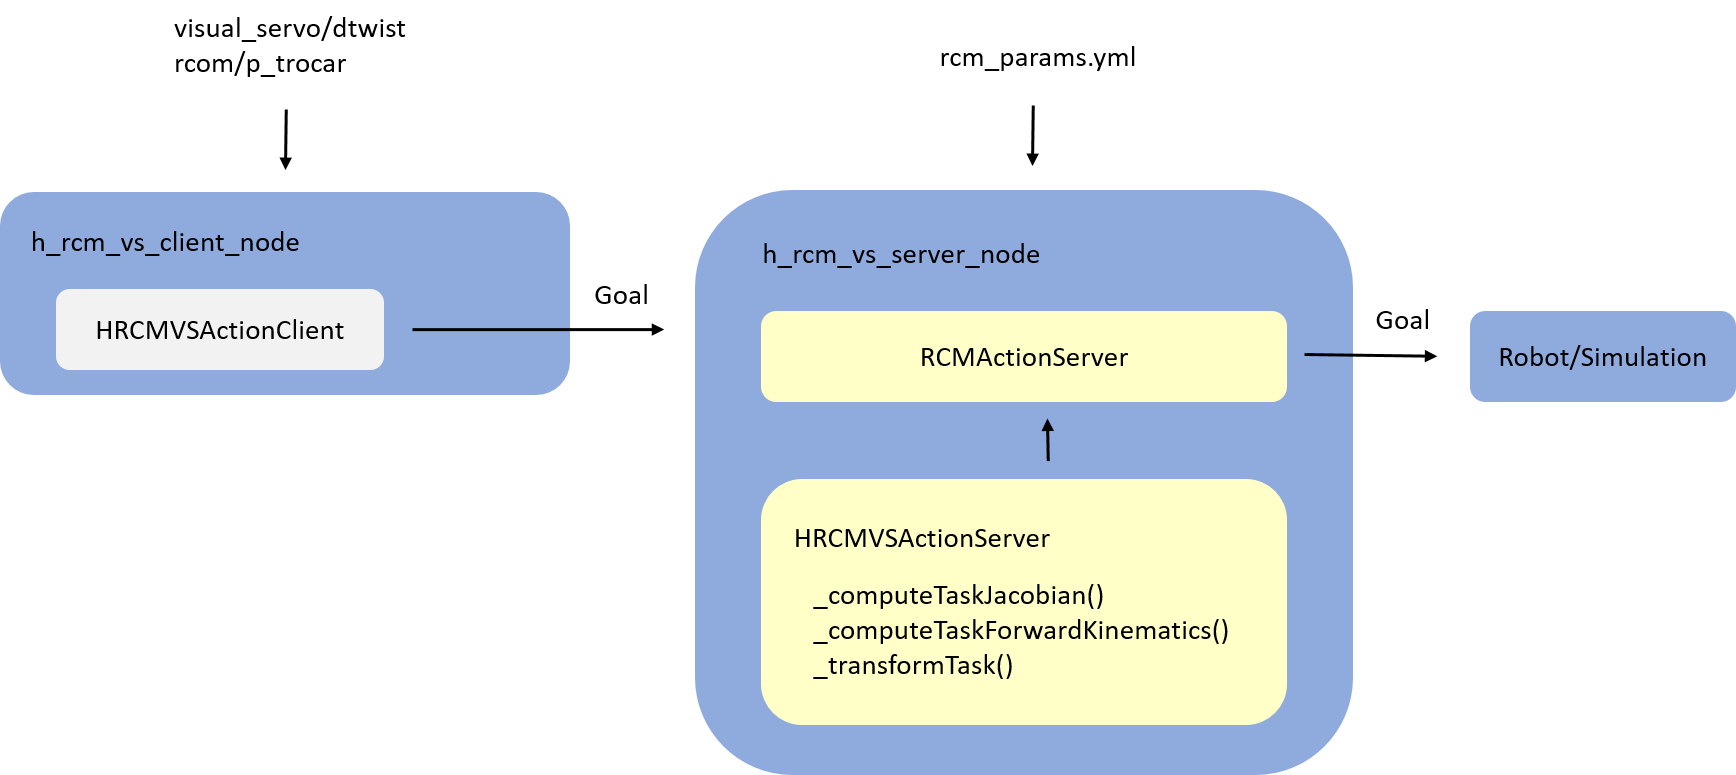 visual_servo/dtwist
rcom/p_trocar
rcm_params.yml
h_rcm_vs_client_node
HRCMVSActionClient
Goal
h_rcm_vs_server_node
RCMActionServer
HRCMVSActionServer
_computeTaskJacobian()
_computeTaskForwardKinematics()
_transformTask()
Goal
Robot/Simulation